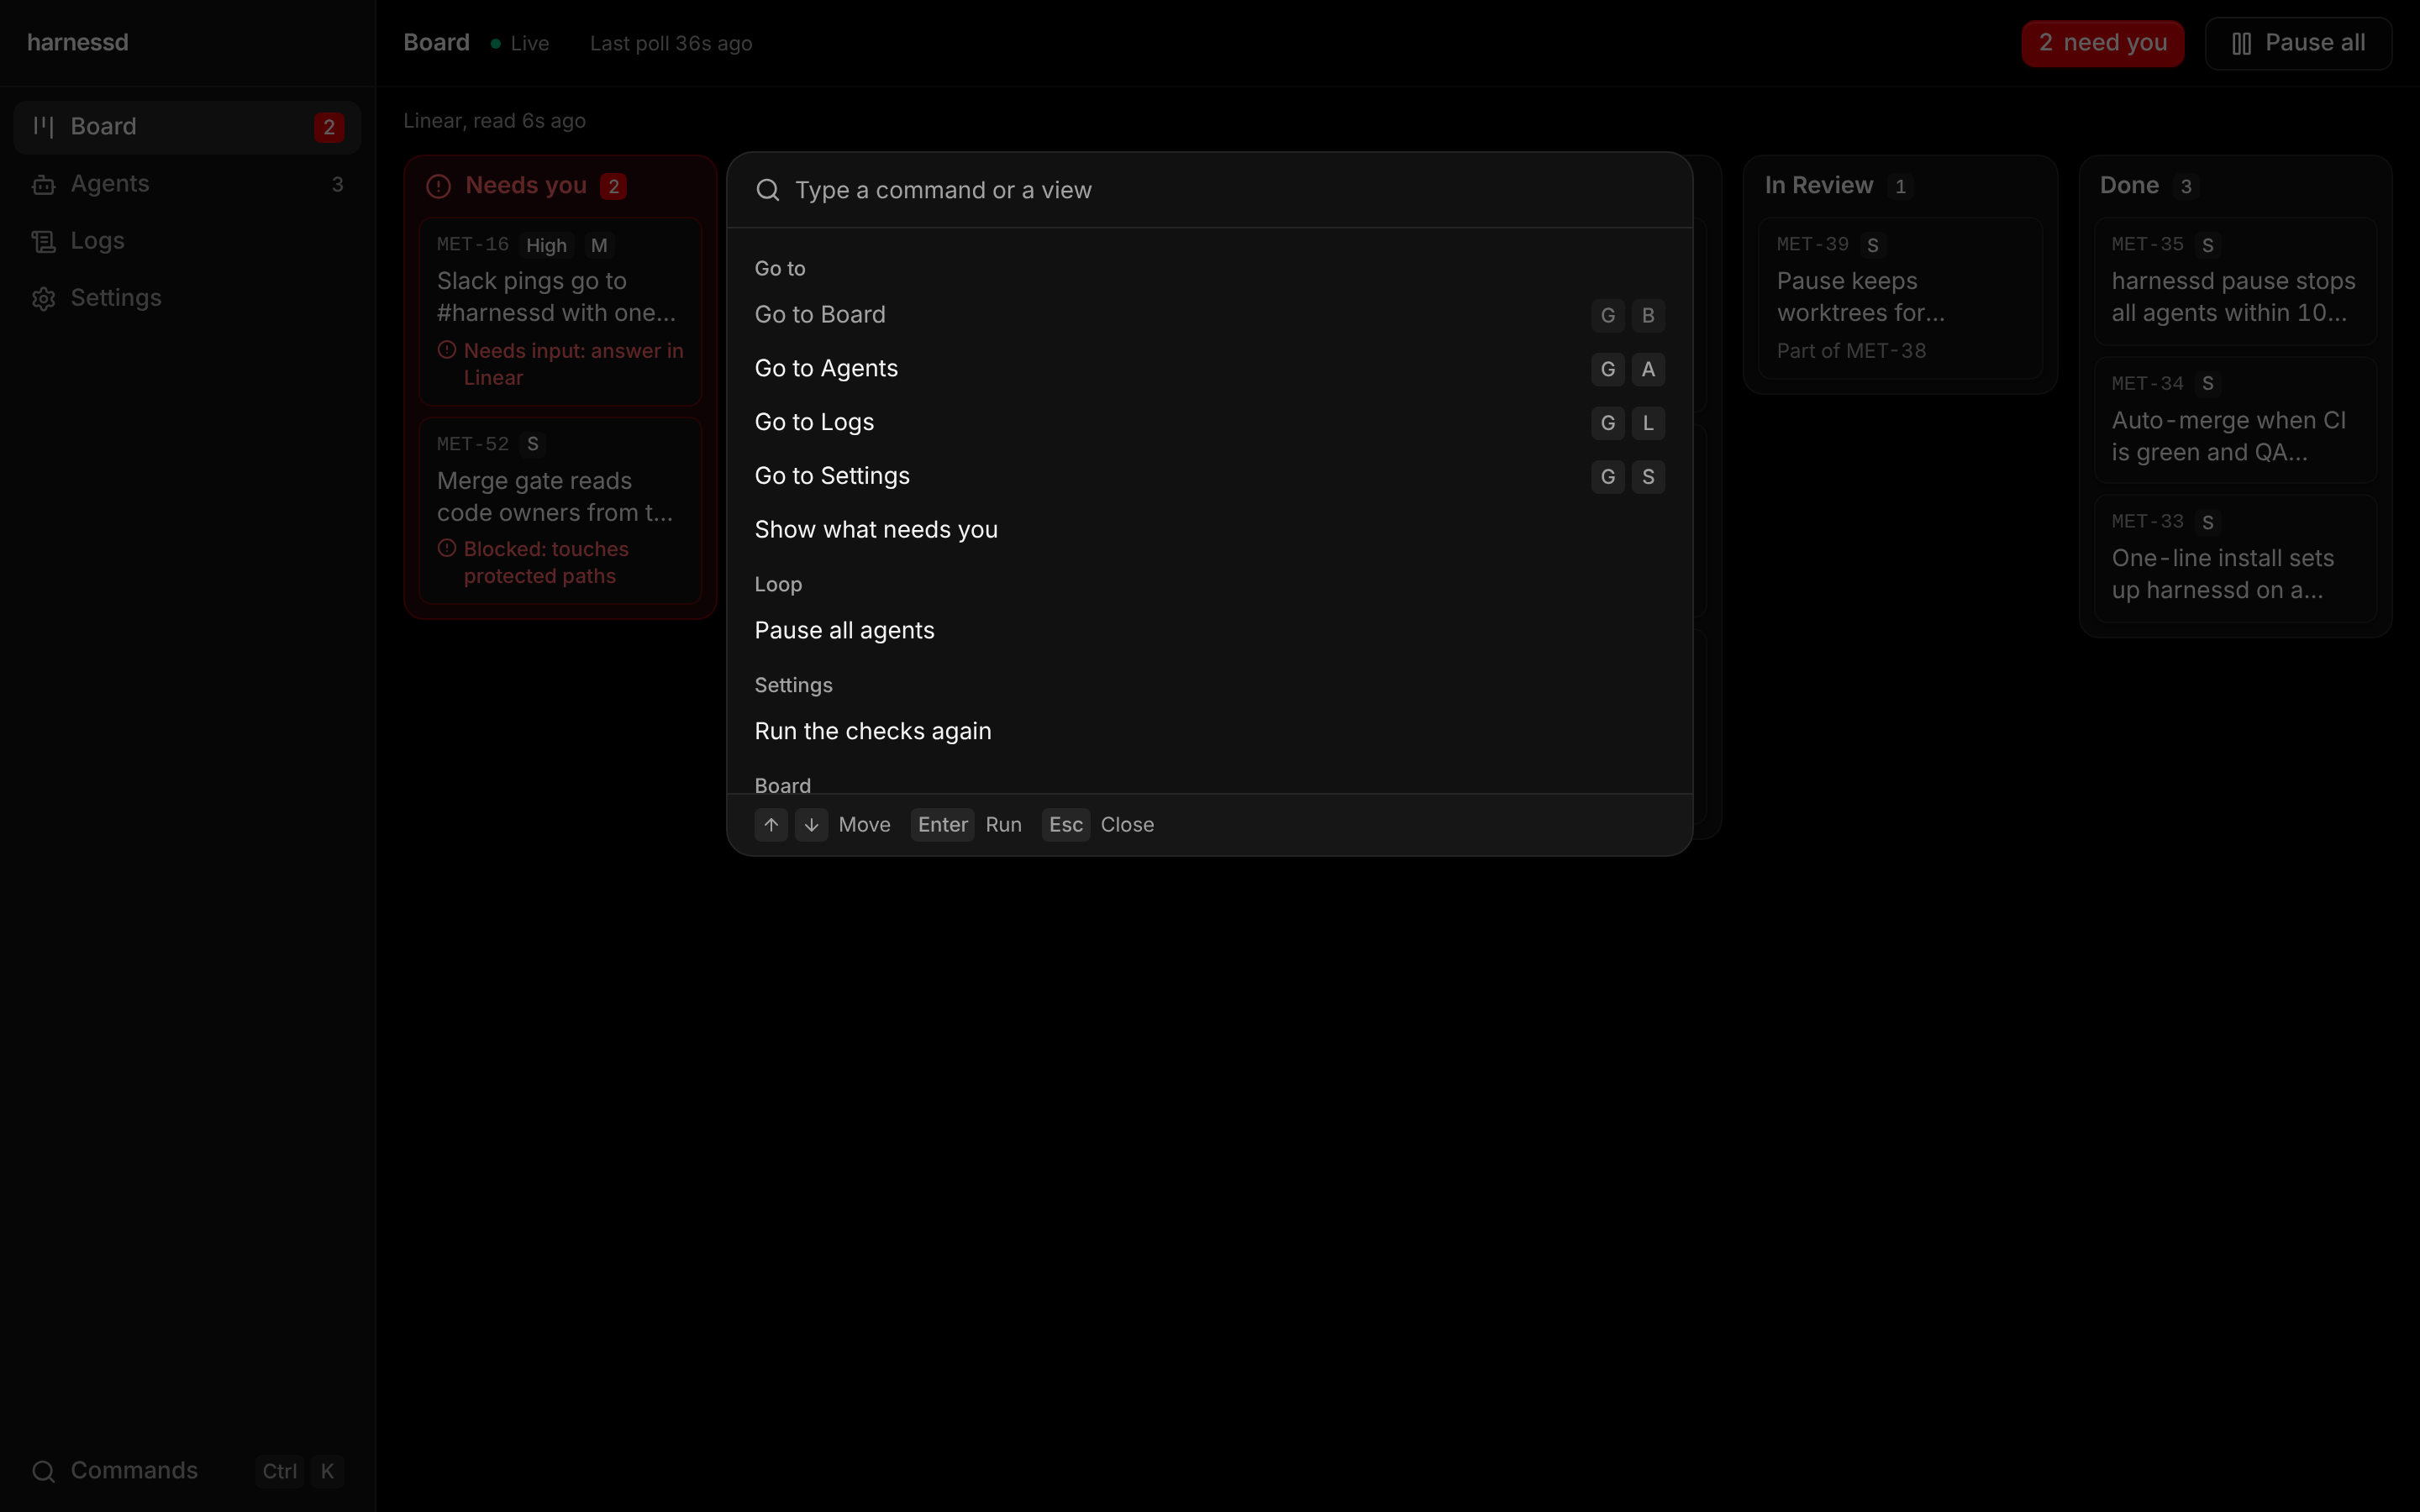 harnessd
Board 2
Agents 3
Logs
Settings
Commands Ctrl K
Board Live Last poll 36s ago
2 need you
Pause all
Linear, read 6s ago
Needs you 2
MET-16 High M
Slack pings go to
#harnessd with one...
Needs input: answer in
Linear
MET-52 S
Merge gate reads
code owners from t...
Blocked: touches
protected paths
Type a command or a view
Go to
Go to Board G B
Go to Agents G A
Go to Logs G L
Go to Settings G S
Show what needs you
Loop
Pause all agents
Settings
Run the checks again
Board
↑ ↓ Move Enter Run Esc Close
In Review 1
MET-39 S
Pause keeps
worktrees for...
Part of MET-38
Done 3
MET-35 S
harnessd pause stops
all agents within 10...
MET-34 S
Auto-merge when CI
is green and QA...
MET-33 S
One-line install sets
up harnessd on a...